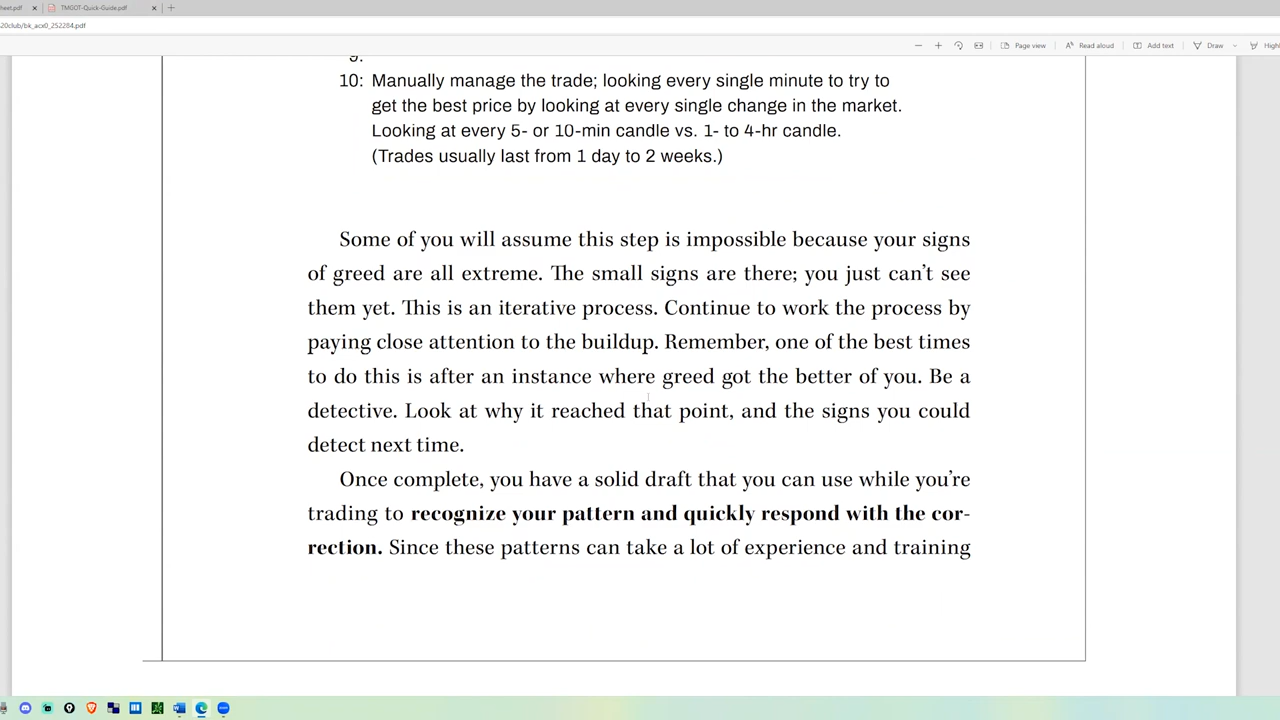 heet.pdf
TMGOT-Quick-Guide.pdf
20club/bk_acx0_252284.pdf
Page view
Read aloud
Add text
Draw
9:
10: Manually manage the trade; looking every single minute to try to
get the best price by looking at every single change in the market.
Looking at every 5- or 10-min candle vs. 1- to 4-hr candle.
(Trades usually last from 1 day to 2 weeks.)
Some of you will assume this step is impossible because your signs
of greed are all extreme. The small signs are there; you just can’t see
them yet. This is an iterative process. Continue to work the process by
paying close attention to the buildup. Remember, one of the best times
to do this is after an instance where greed got the better of you. Be a
detective. Look at why it reached that point, and the signs you could
detect next time.
Once complete, you have a solid draft that you can use while you’re
trading to recognize your pattern and quickly respond with the cor-
rection. Since these patterns can take a lot of experience and training